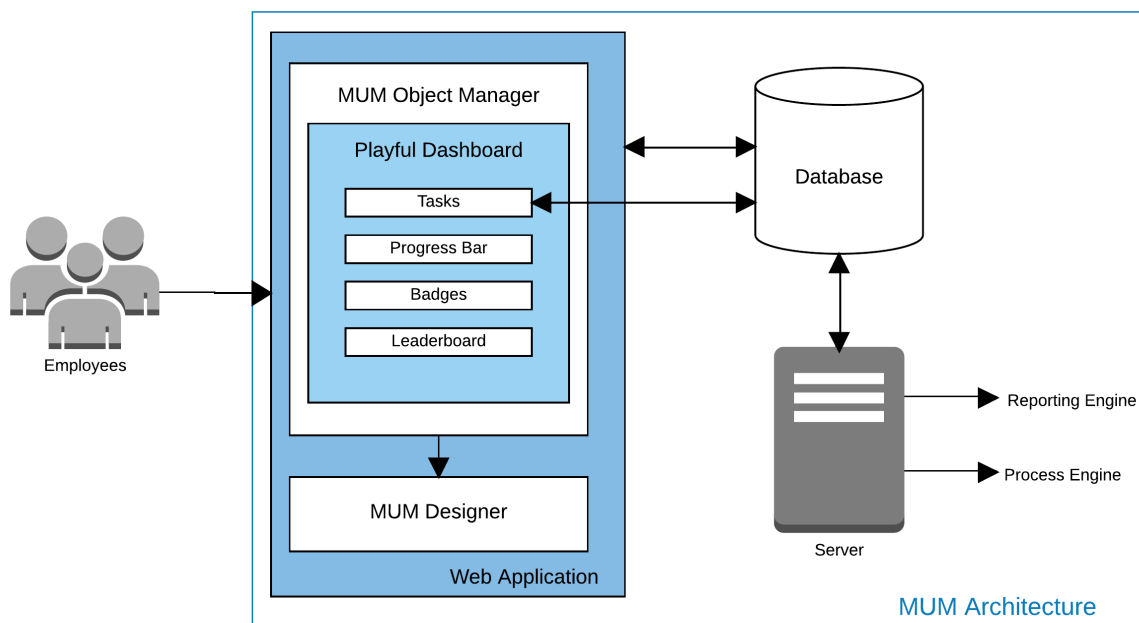 MUM Object Manager
Playful Dashboard
Tasks
Progress Bar
Badges
Leaderboard
MUM Designer
Web Application
Employees
Database
Server
Reporting Engine
Process Engine
MUM Architecture